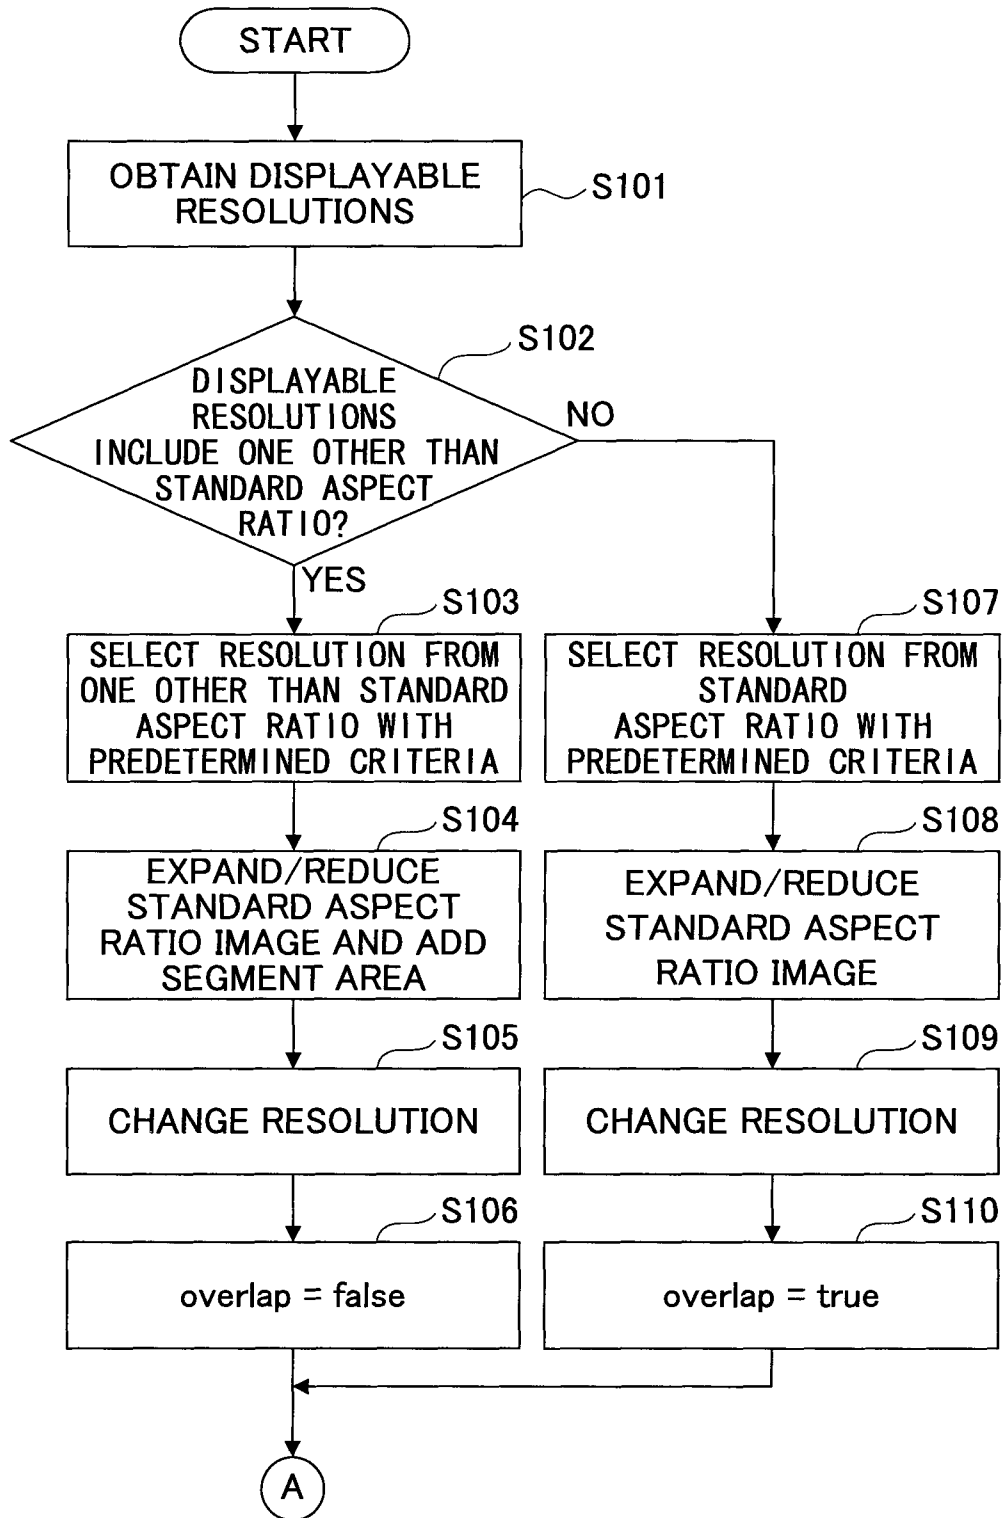 START
OBTAIN DISPLAYABLE
RESOLUTIONS
S101
S102
DISPLAYABLE
RESOLUTIONS
INCLUDE ONE OTHER THAN
STANDARD ASPECT
RATIO?
NO
YES
S103
SELECT RESOLUTION FROM
ONE OTHER THAN STANDARD
ASPECT RATIO WITH
PREDETERMINED CRITERIA
S107
SELECT RESOLUTION FROM
STANDARD
ASPECT RATIO WITH
PREDETERMINED CRITERIA
S104
EXPAND/REDUCE
STANDARD ASPECT
RATIO IMAGE AND ADD
SEGMENT AREA
S108
EXPAND/REDUCE
STANDARD ASPECT
RATIO IMAGE
S105
CHANGE RESOLUTION
S109
CHANGE RESOLUTION
S106
overlap = false
S110
overlap = true
A